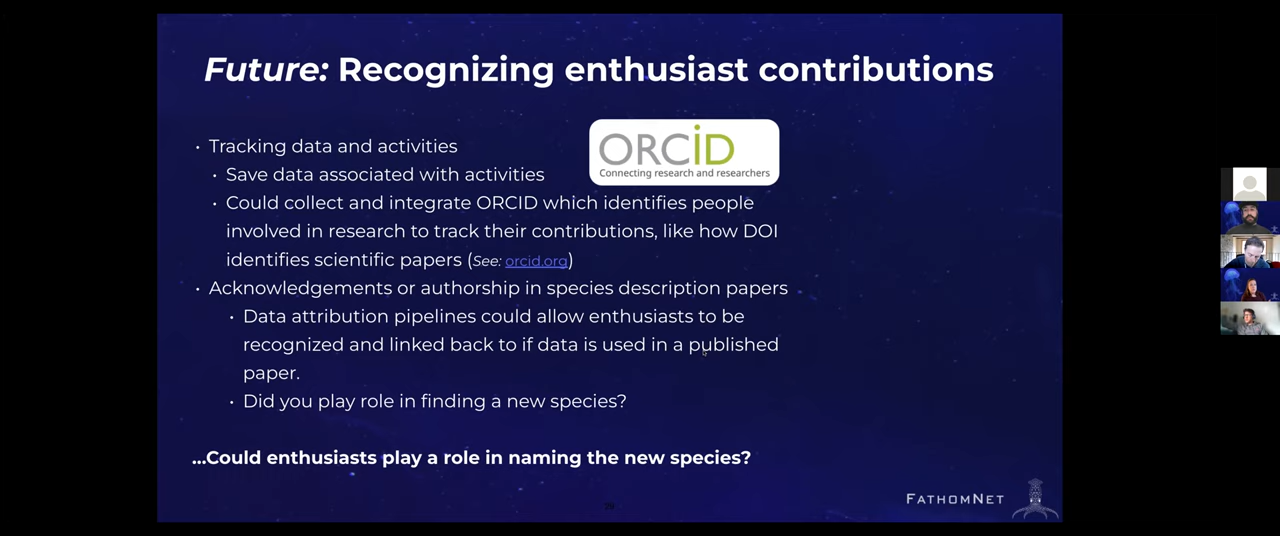 Future: Recognizing enthusiast contributions
ORCID
Connecting research and researchers
• Tracking data and activities
• Save data associated with activities
• Could collect and integrate ORCID which identifies people
involved in research to track their contributions, like how DOI
identifies scientific papers (See: orcid.org)
• Acknowledgements or authorship in species description papers
• Data attribution pipelines could allow enthusiasts to be
recognized and linked back to if data is used in a published
paper.
• Did you play role in finding a new species?
...Could enthusiasts play a role in naming the new species?
29
FATHOMNET